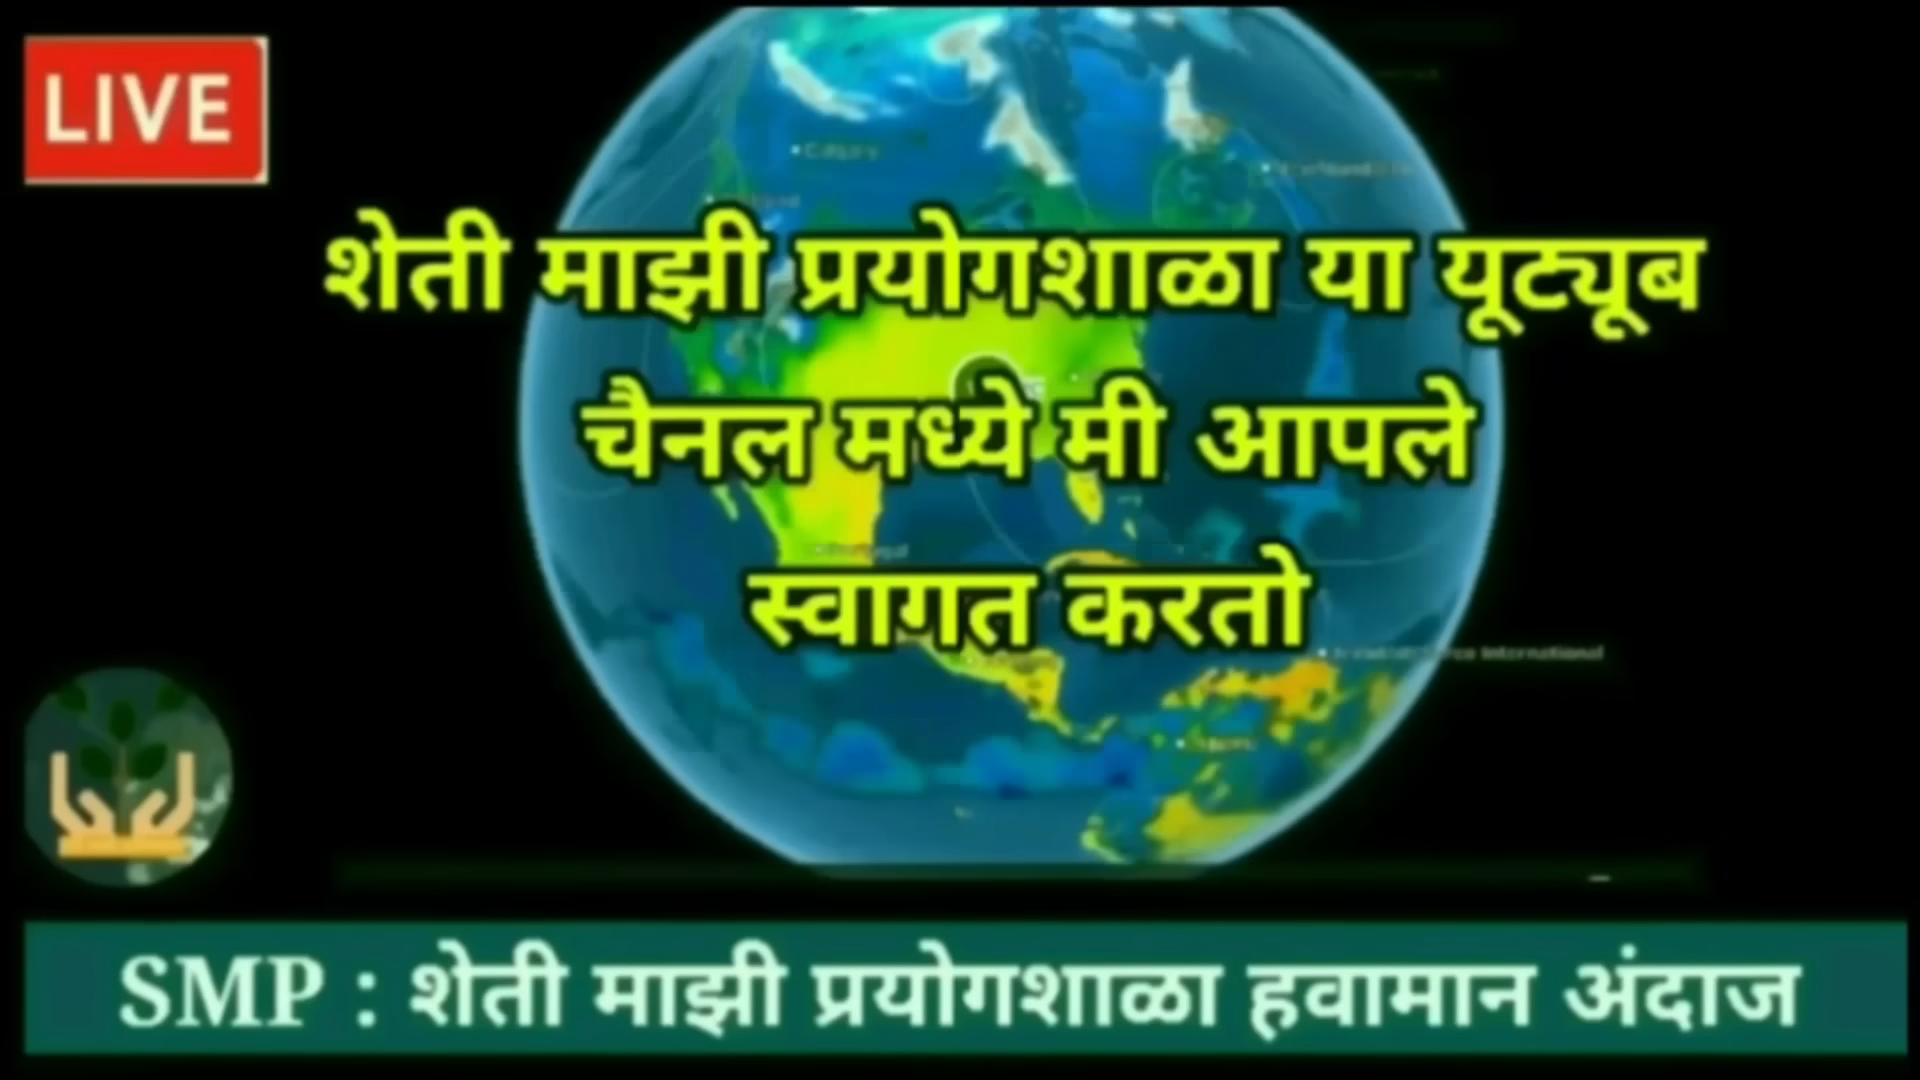 LIVE
शेती माझी प्रयोगशाळा या यूट्यूब
चैनल मध्ये मी आपले
स्वागत करतो
SMP : शेती माझी प्रयोगशाळा हवामान अंदाज